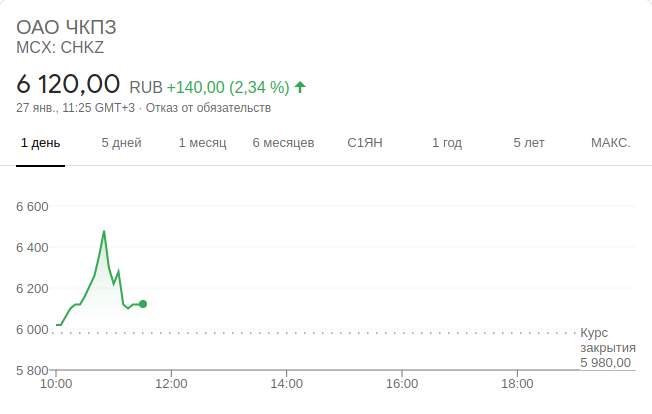 ОАО ЧКПЗ
MCX: CHKZ
6 120,00 RUB +140,00 (2,34 %)
27 янв., 11:25 GMT+3 · Отказ от обязательств
1 день 5 дней 1 месяц 6 месяцев С1ЯН 1 год 5 лет МАКС.
6 600
6 400
6 200
6 000
Курс
закрытия
5 980,00
5 800
10:00 12:00 14:00 16:00 18:00